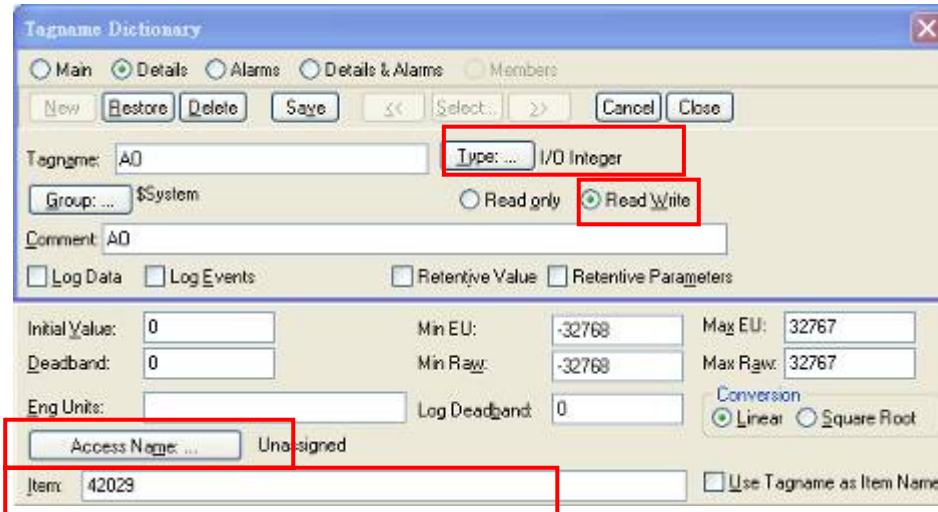 Tagname Dictionary
Main Details Alarms Details & Alarms Members
New Restore Delete Save << Select... >> Cancel Close
Tagname: AO Type: ... I/O Integer
Group: ... $System Read only Read Write
Comment: AO
Log Data Log Events Retentive Value Retentive Parameters
Initial Value: 0 Min EU: -32768 Max EU: 32767
Deadband: 0 Min Raw: -32768 Max Raw: 32767
Eng Units: Log Deadband: 0 Conversion
Linear Square Root
Access Name: ... Unassigned
Item: 42029 Use Tagname as Item Name